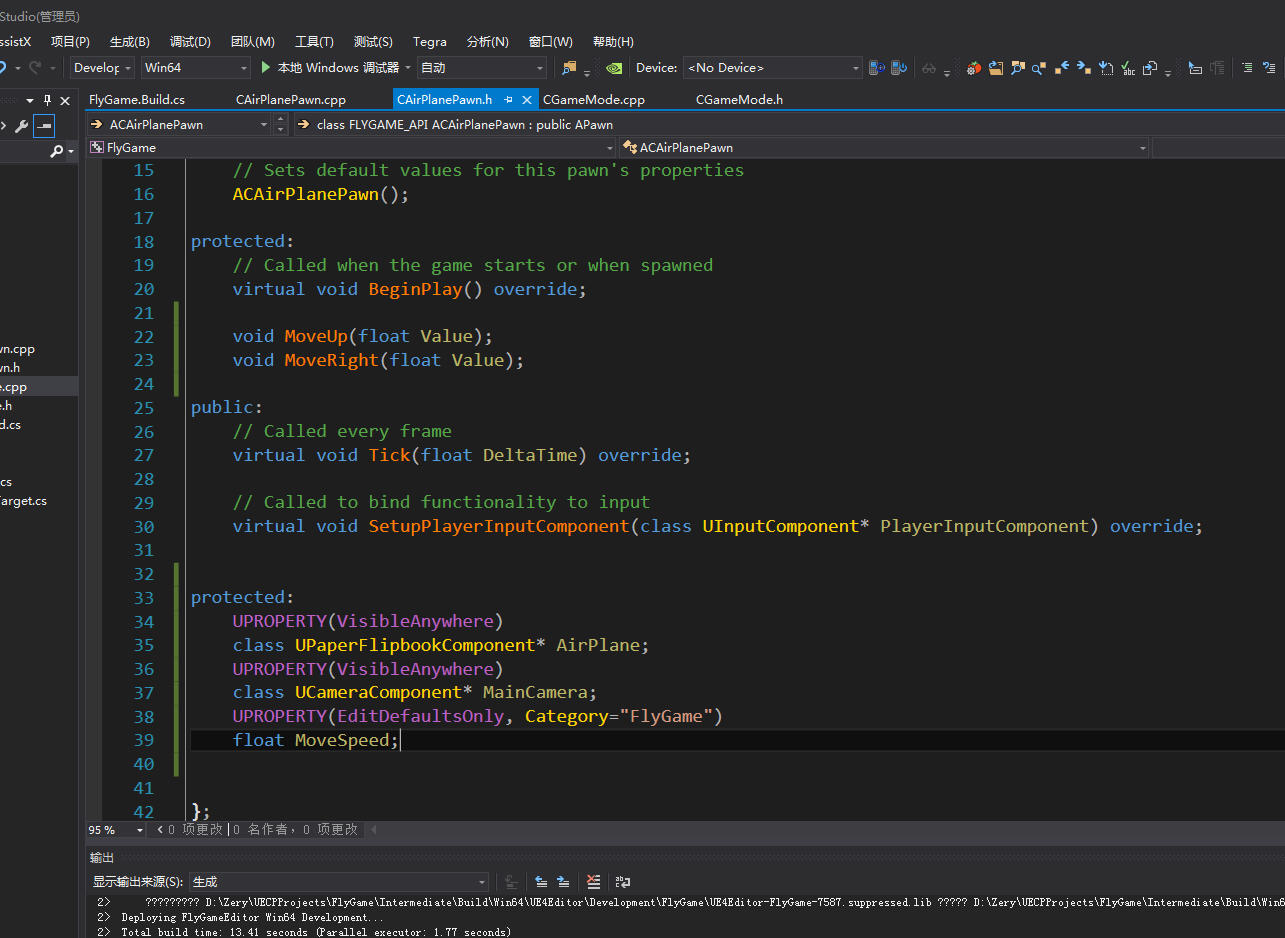 Studio(管理员)
ssistX 项目(P) 生成(B) 调试(D) 团队(M) 工具(T) 测试(S) Tegra 分析(N) 窗口(W) 帮助(H)
Develop Win64 本地 Windows 调试器 自动 Device: <No Device>
FlyGame.Build.cs CAirPlanePawn.cpp CAirPlanePawn.h CGameMode.cpp CGameMode.h
ACAirPlanePawn class FLYGAME_API ACAirPlanePawn : public APawn
FlyGame ACAirPlanePawn
15 // Sets default values for this pawn's properties
16 ACAirPlanePawn();
17
18 protected:
19 // Called when the game starts or when spawned
20 virtual void BeginPlay() override;
21
22 void MoveUp(float Value);
23 void MoveRight(float Value);
24
25 public:
26 // Called every frame
27 virtual void Tick(float DeltaTime) override;
28
29 // Called to bind functionality to input
30 virtual void SetupPlayerInputComponent(class UInputComponent* PlayerInputComponent) override;
31
32
33 protected:
34 UPROPERTY(VisibleAnywhere)
35 class UPaperFlipbookComponent* AirPlane;
36 UPROPERTY(VisibleAnywhere)
37 class UCameraComponent* MainCamera;
38 UPROPERTY(EditDefaultsOnly, Category="FlyGame")
39 float MoveSpeed;
40
41
42 };
wn.cpp
wn.h
e.cpp
e.h
d.cs
cs
Target.cs
95 % 0 项更改 | 0 名作者, 0 项更改
输出
显示输出来源(S): 生成
2> ????????? D:\Zery\UECPProjects\FlyGame\Intermediate\Build\Win64\UE4Editor\Development\FlyGame\UE4Editor-FlyGame-7587.suppressed.lib ????? D:\Zery\UECPProjects\FlyGame\Intermediate\Build\Win6
2> Deploying FlyGameEditor Win64 Development...
2> Total build time: 13.41 seconds (Parallel executor: 1.77 seconds)